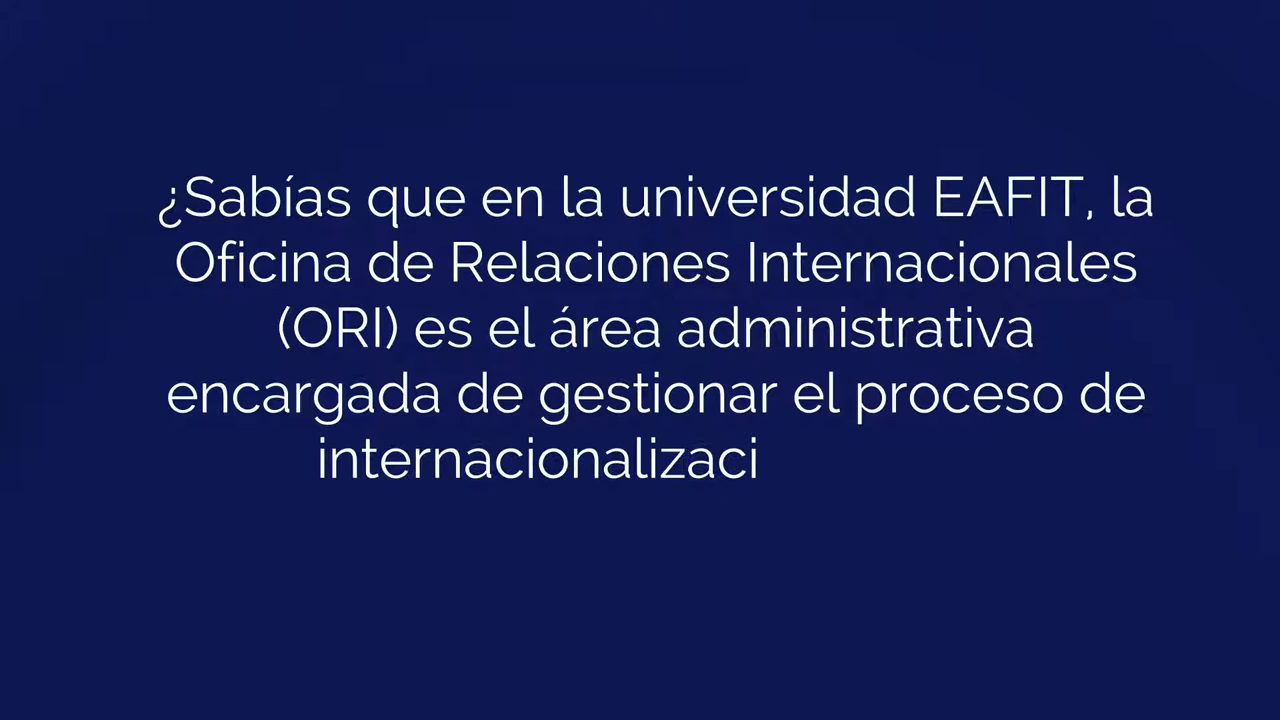 ¿Sabías que en la universidad EAFIT, la
Oficina de Relaciones Internacionales
(ORI) es el área administrativa
encargada de gestionar el proceso de
internacionalizaci